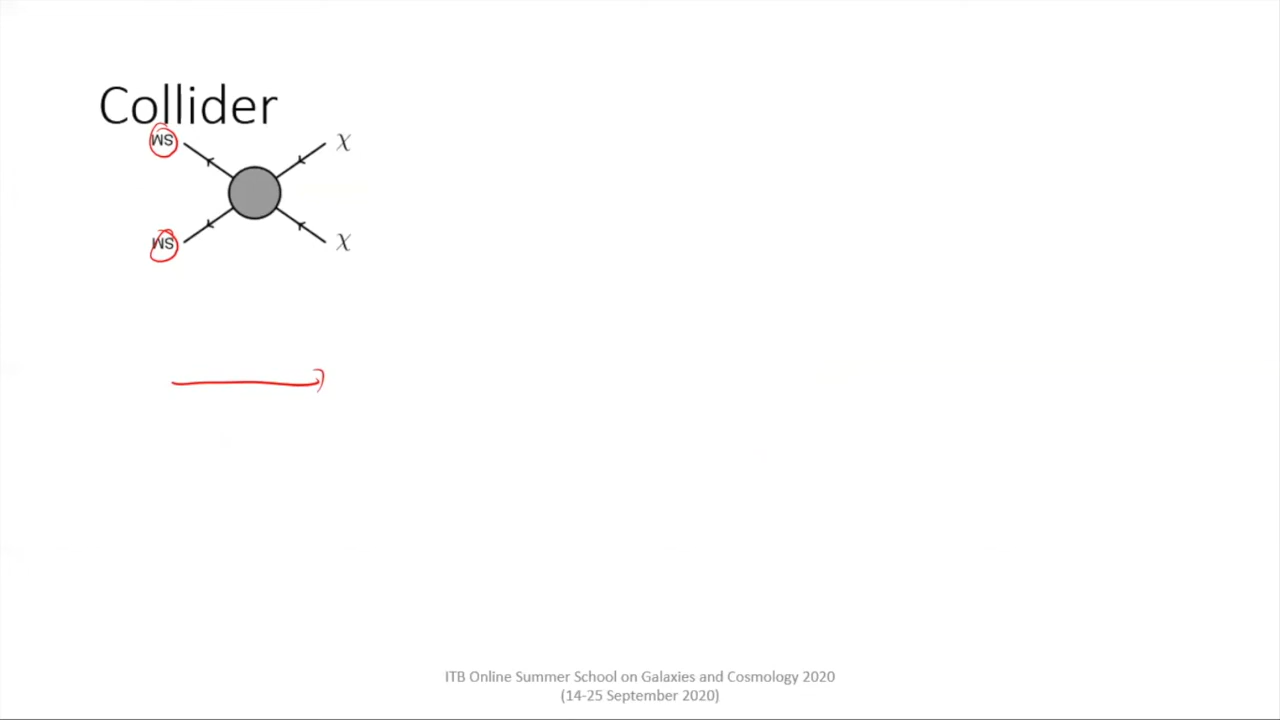 Collider
SM χ
SM χ
ITB Online Summer School on Galaxies and Cosmology 2020
(14-25 September 2020)